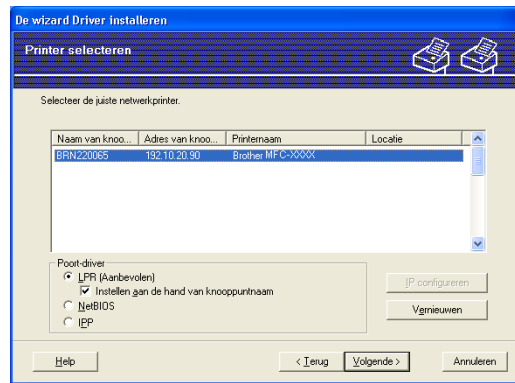 De wizard Driver installeren
Printer selecteren
Selecteer de juiste netwerkprinter.
Naam van knoo... Adres van knoo... Printernaam Locatie
BRN220065 192.10.20.90 Brother MFC-XXXX
Poort-driver
LPR (Aanbevolen)
Instellen aan de hand van knooppuntnaam
NetBIOS
IPP
IP configureren
Vernieuwen
Help < Terug Volgende > Annuleren